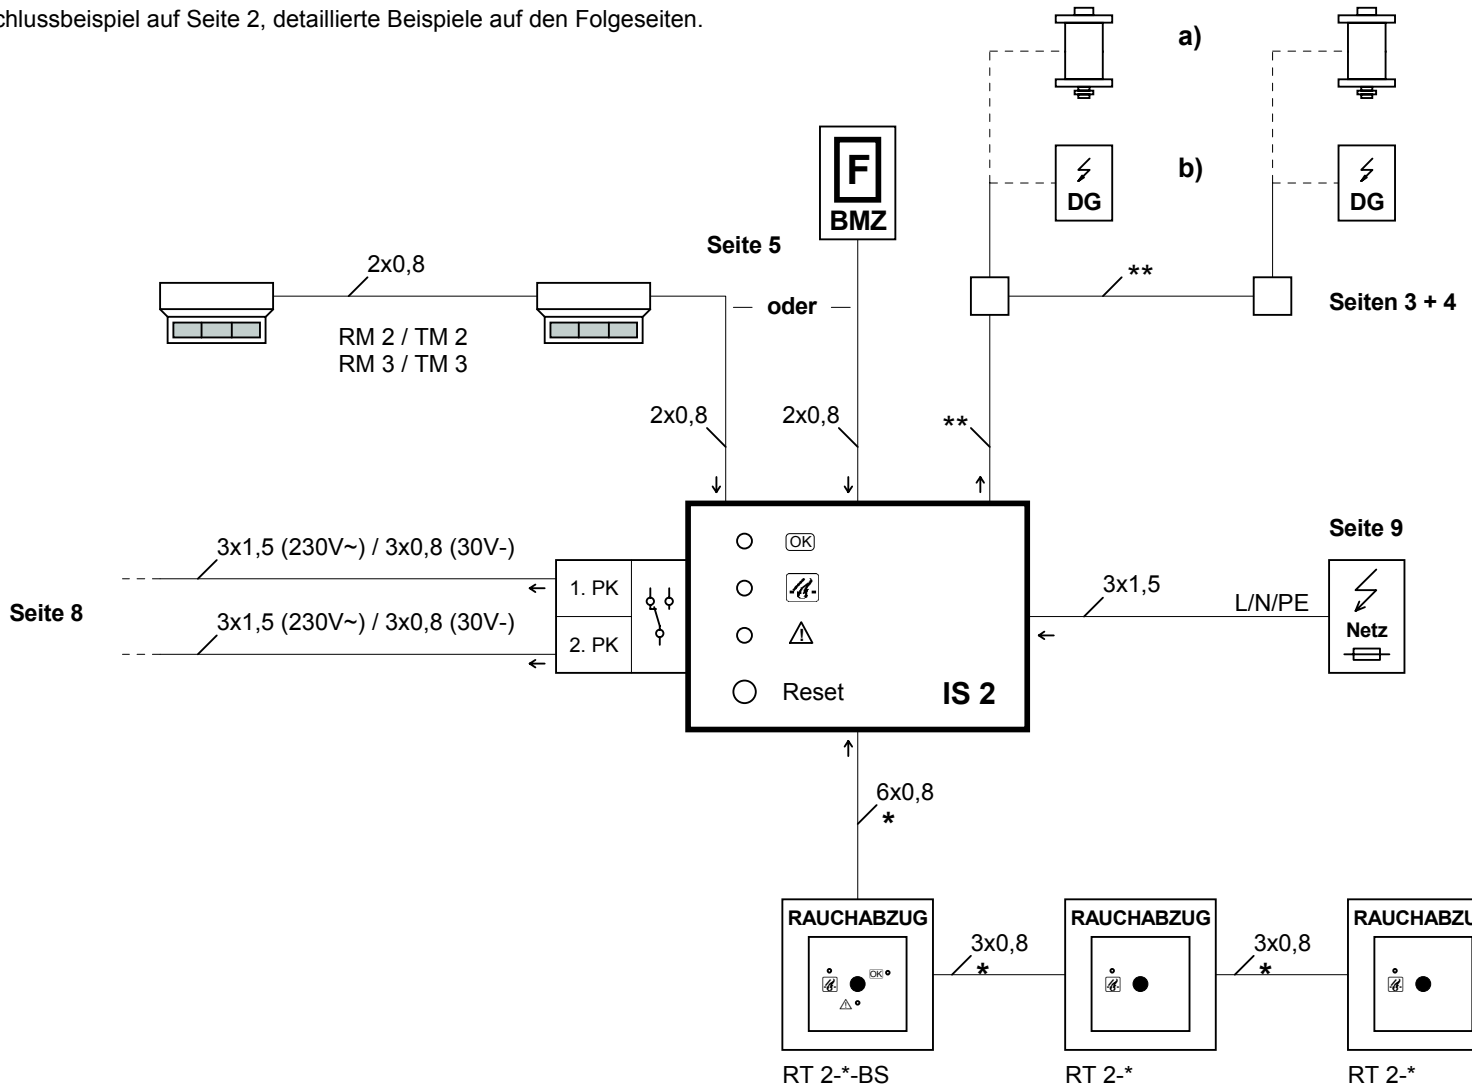 chlussbeispiel auf Seite 2, detaillierte Beispiele auf den Folgeseiten.
a)
b)
DG
DG
F
BMZ
Seite 5
2x0,8
oder
**
Seiten 3 + 4
RM 2 / TM 2
RM 3 / TM 3
2x0,8
2x0,8
**
Seite 9
OK
3x1,5 (230V~) / 3x0,8 (30V-)
1. PK
3x1,5
L/N/PE
Seite 8
3x1,5 (230V~) / 3x0,8 (30V-)
2. PK
Netz
Reset
IS 2
6x0,8
*
RAUCHABZUG
RAUCHABZUG
RAUCHABZU
3x0,8
*
3x0,8
*
OK
RT 2-*-BS
RT 2-*
RT 2-*